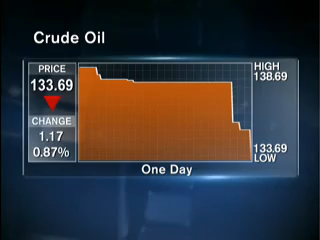 Crude Oil
PRICE
133.69
CHANGE
1.17
0.87%
HIGH
138.69
133.69
LOW
One Day